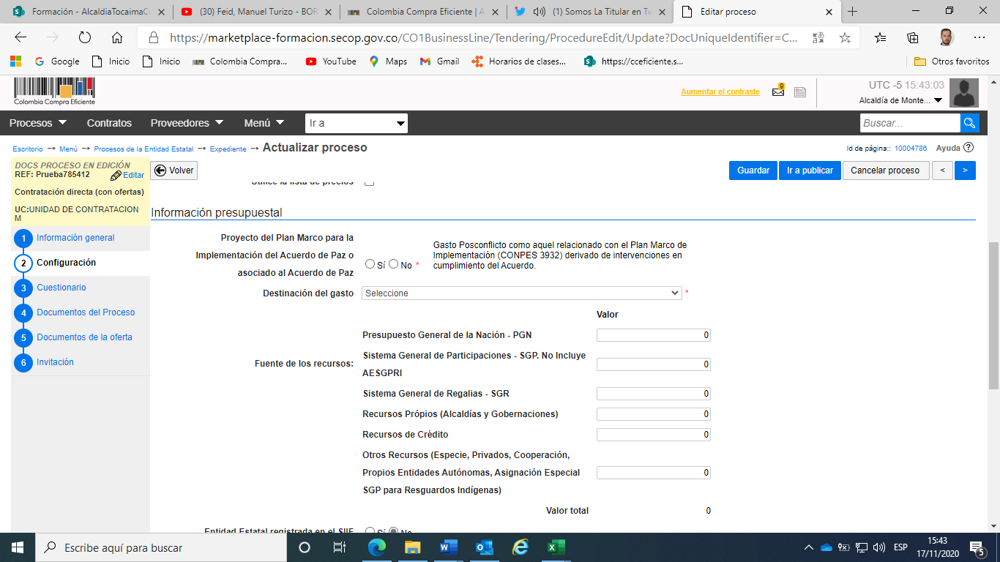 Formación - AlcaldiaTocaimaCu
(30) Feid, Manuel Turizo - BOR
Colombia Compra Eficiente | A
(1) Somos La Titular en Tw
Editar proceso
https://marketplace-formacion.secop.gov.co/CO1BusinessLine/Tendering/ProcedureEdit/Update?DocUniqueIdentifier=C...
Google
Inicio
Inicio
Colombia Compra...
YouTube
Maps
Gmail
Horarios de clases...
https://cceficiente.s...
Otros favoritos
Colombia Compra Eficiente
Aumentar el contraste
9
UTC -5 15:43:03
Alcaldía de Monte...
Procesos
Contratos
Proveedores
Menú
Ir a
Buscar...
Escritorio → Menú → Procesos de la Entidad Estatal → Expediente → Actualizar proceso
Id de página:: 10004786
Ayuda ?
DOCS PROCESO EN EDICIÓN
REF: Prueba785412
Editar
Contratación directa (con ofertas)
UC:UNIDAD DE CONTRATACION
M
Volver
Guardar
Ir a publicar
Cancelar proceso
<
>
1 Información general
2 Configuración
3 Cuestionario
4 Documentos del Proceso
5 Documentos de la oferta
6 Invitación
Utilice la lista de precios
Información presupuestal
Proyecto del Plan Marco para la
Implementación del Acuerdo de Paz o
asociado al Acuerdo de Paz
Sí No *
Gasto Posconflicto como aquel relacionado con el Plan Marco de
Implementación (CONPES 3932) derivado de intervenciones en
cumplimiento del Acuerdo.
Destinación del gasto
Seleccione
*
Valor
Fuente de los recursos:
Presupuesto General de la Nación - PGN
0
Sistema General de Participaciones - SGP. No Incluye
AESGPRI
0
Sistema General de Regalias - SGR
0
Recursos Própios (Alcaldías y Gobernaciones)
0
Recursos de Crédito
0
Otros Recursos (Especie, Privados, Cooperación,
Propios Entidades Autónomas, Asignación Especial
SGP para Resguardos Indígenas)
0
Valor total
0
Entidad Estatal registrada en el SIIF
Sí No
Escribe aquí para buscar
ESP
15:43
17/11/2020
5